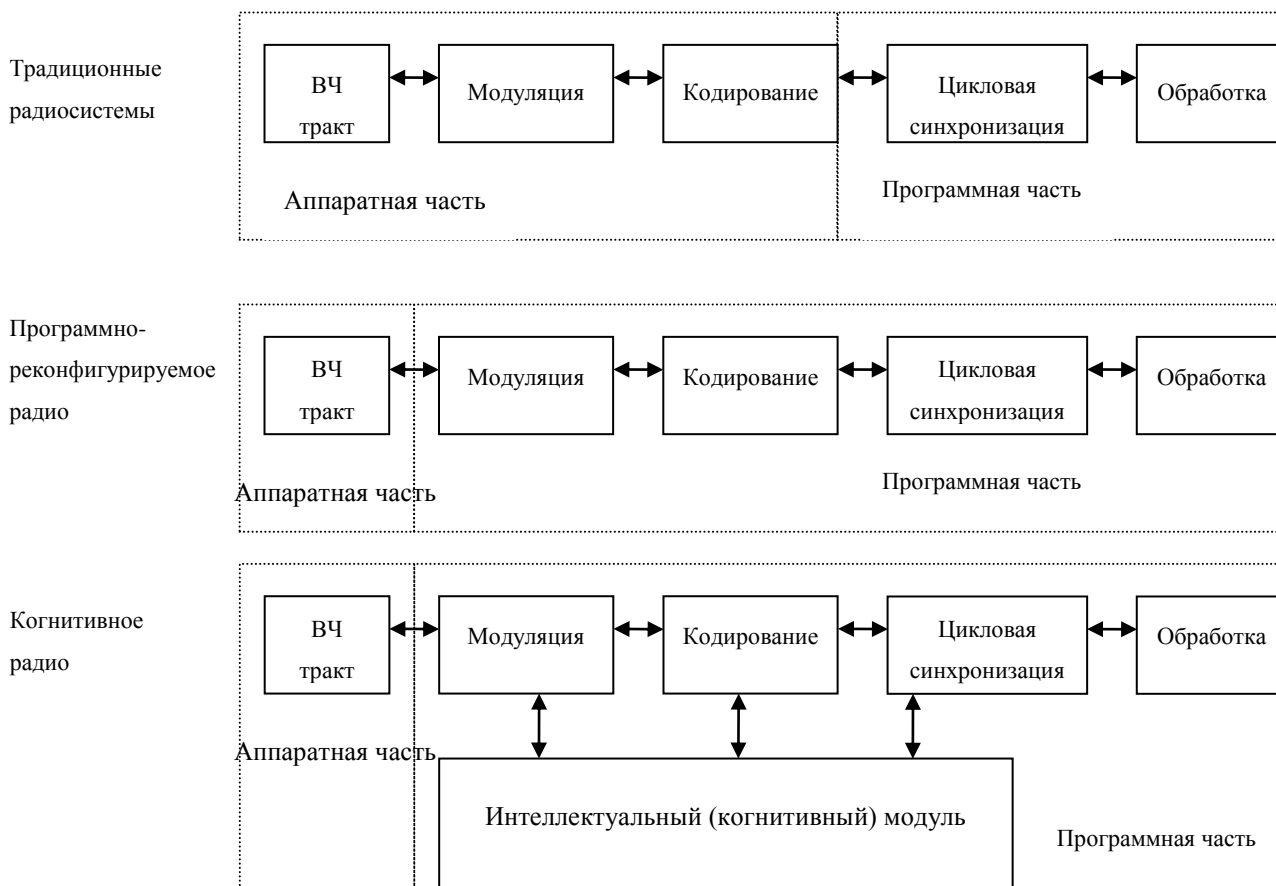 Традиционные
радиосистемы
ВЧ
тракт
Модуляция
Кодирование
Цикловая
синхронизация
Обработка
Аппаратная часть
Программная часть
Программно-
реконфигурируемое
радио
ВЧ
тракт
Модуляция
Кодирование
Цикловая
синхронизация
Обработка
Аппаратная часть
Программная часть
Когнитивное
радио
ВЧ
тракт
Модуляция
Кодирование
Цикловая
синхронизация
Обработка
Аппаратная часть
Интеллектуальный (когнитивный) модуль
Программная часть